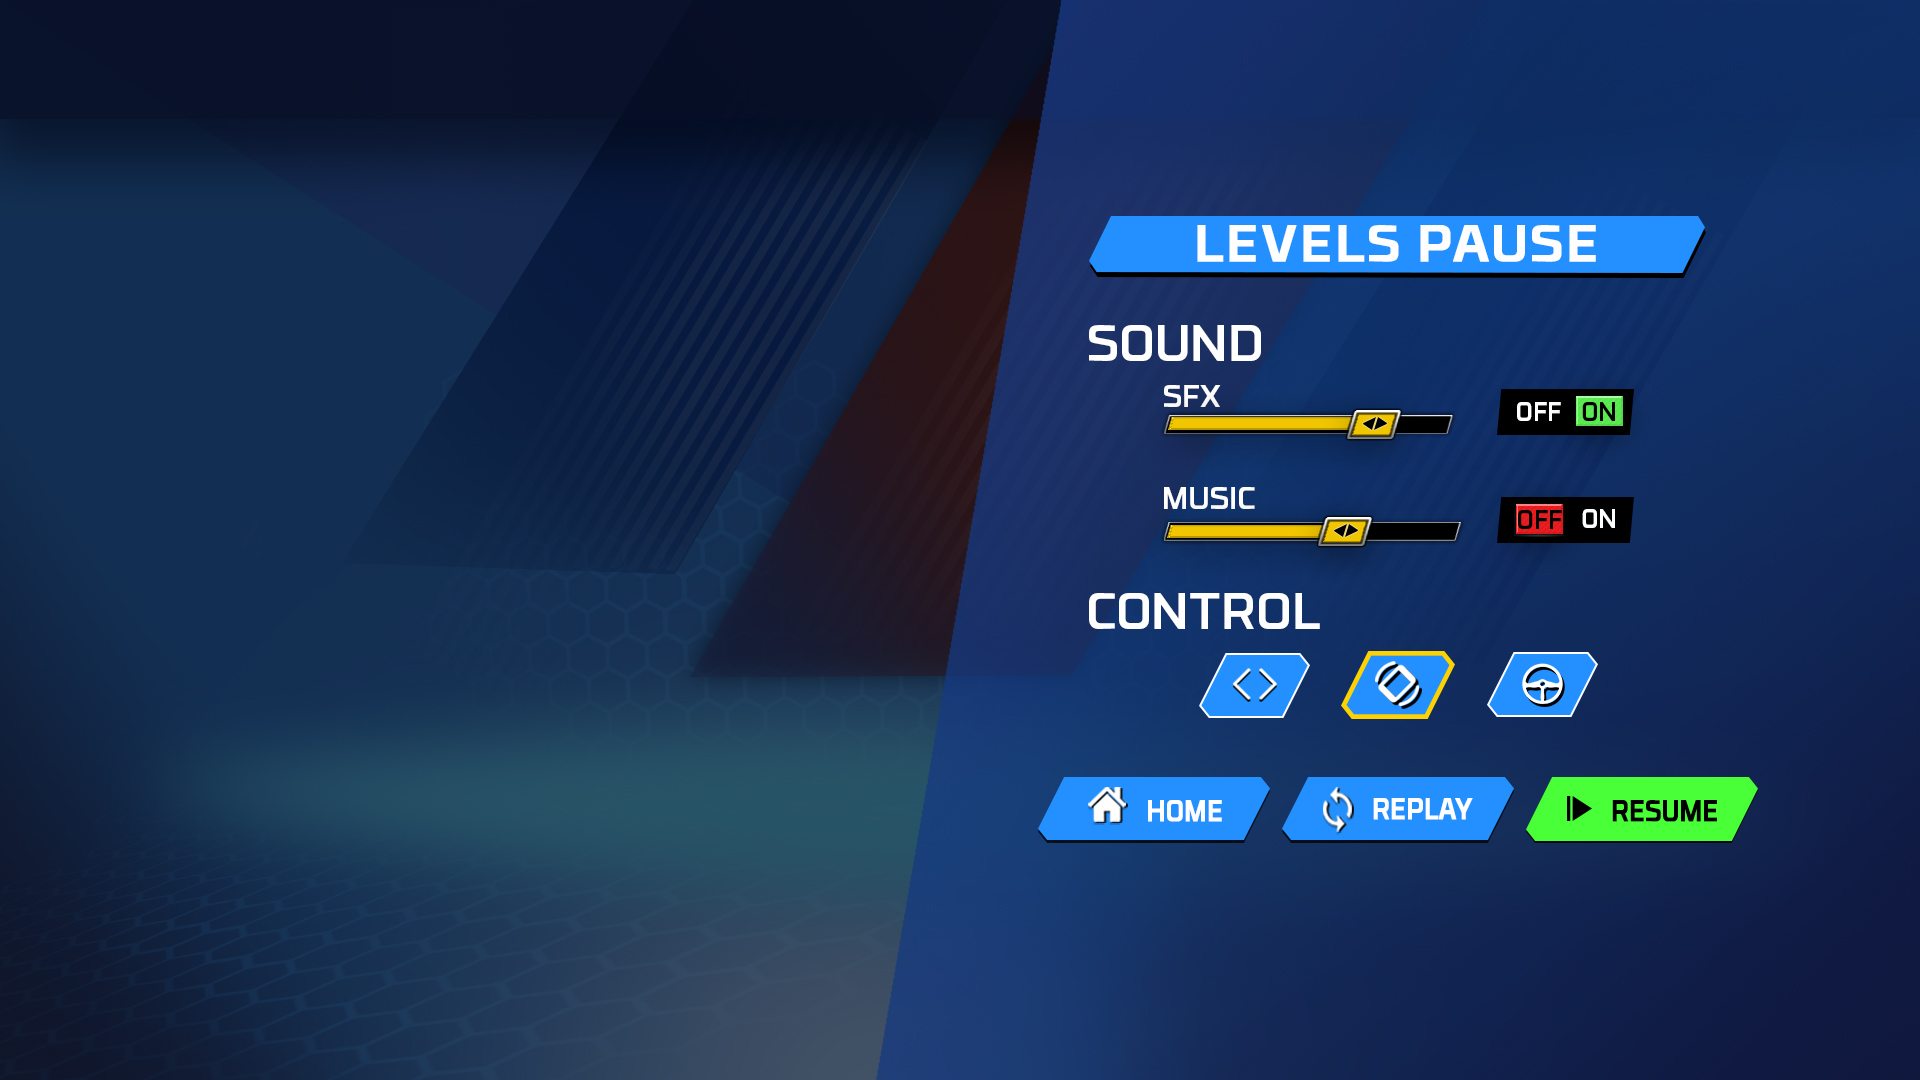 LEVELS PAUSE
SOUND
SFX
OFF ON
MUSIC
OFF ON
CONTROL
HOME REPLAY RESUME